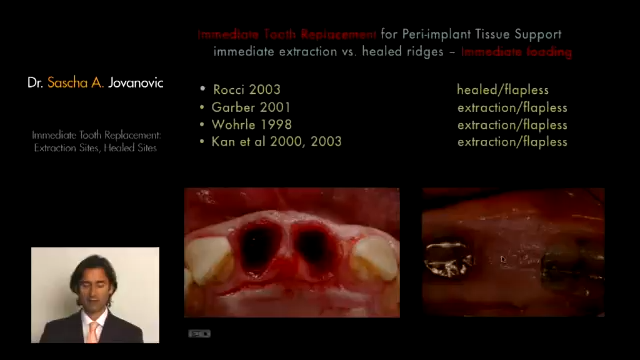 Immediate Tooth Replacement for Peri-implant Tissue Support
immediate extraction vs. healed ridges – Immediate loading
Dr. Sascha A. Jovanovic
Immediate Tooth Replacement:
Extraction Sites, Healed Sites
• Rocci 2003 healed/flapless
• Garber 2001 extraction/flapless
• Wohrle 1998 extraction/flapless
• Kan et al 2000, 2003 extraction/flapless